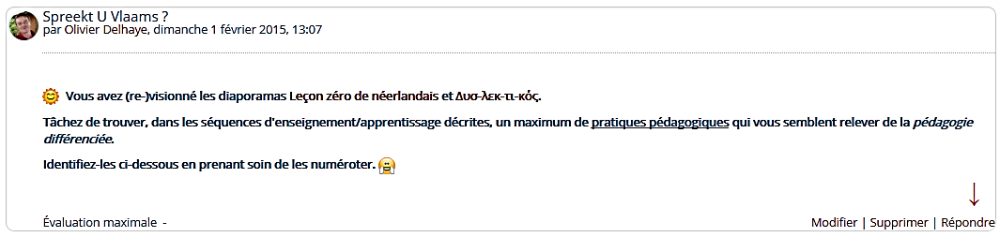 Spreekt U Vlaams ?
par Olivier Delhaye, dimanche 1 février 2015, 13:07
Vous avez (re-)visionné les diaporamas Leçon zéro de néerlandais et Δυσ-λεκ-τι-κός.
Tâchez de trouver, dans les séquences d'enseignement/apprentissage décrites, un maximum de pratiques pédagogiques qui vous semblent relever de la pédagogie
différenciée.
Identifiez-les ci-dessous en prenant soin de les numéroter.
Évaluation maximale -
Modifier | Supprimer | Répondre